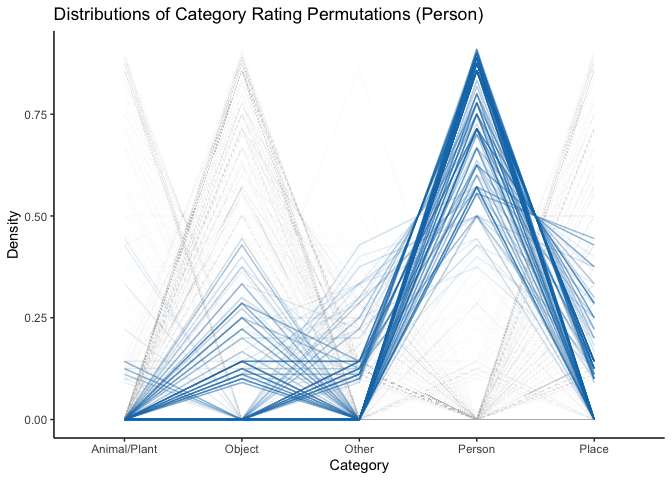 Distributions of Category Rating Permutations (Person)
0.75
0.50
0.25
0.00
Density
Animal/Plant Object Other Person Place
Category